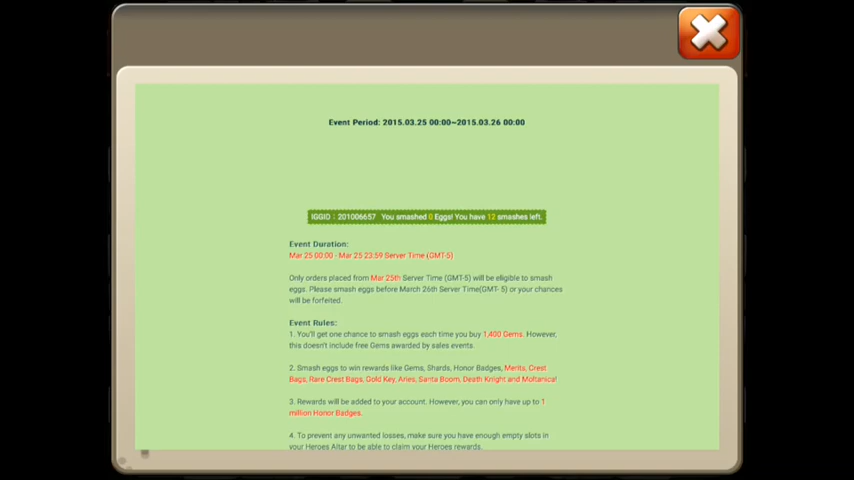 Event Period: 2015.03.25 00:00~2015.03.26 00:00
IGGID : 201006657 You smashed 0 Eggs! You have 12 smashes left.
Event Duration:
Mar 25 00:00 - Mar 25 23:59 Server Time (GMT-5)
Only orders placed from Mar 25th Server Time (GMT-5) will be eligible to smash
eggs. Please smash eggs before March 26th Server Time(GMT- 5) or your chances
will be forfeited.
Event Rules:
1. You'll get one chance to smash eggs each time you buy 1,400 Gems. However,
this doesn't include free Gems awarded by sales events.
2. Smash eggs to win rewards like Gems, Shards, Honor Badges, Merits, Crest
Bags, Rare Crest Bags, Gold Key, Aries, Santa Boom, Death Knight and Moltanica!
3. Rewards will be added to your account. However, you can only have up to 1
million Honor Badges.
4. To prevent any unwanted losses, make sure you have enough empty slots in
your Heroes Altar to be able to claim your Heroes rewards.